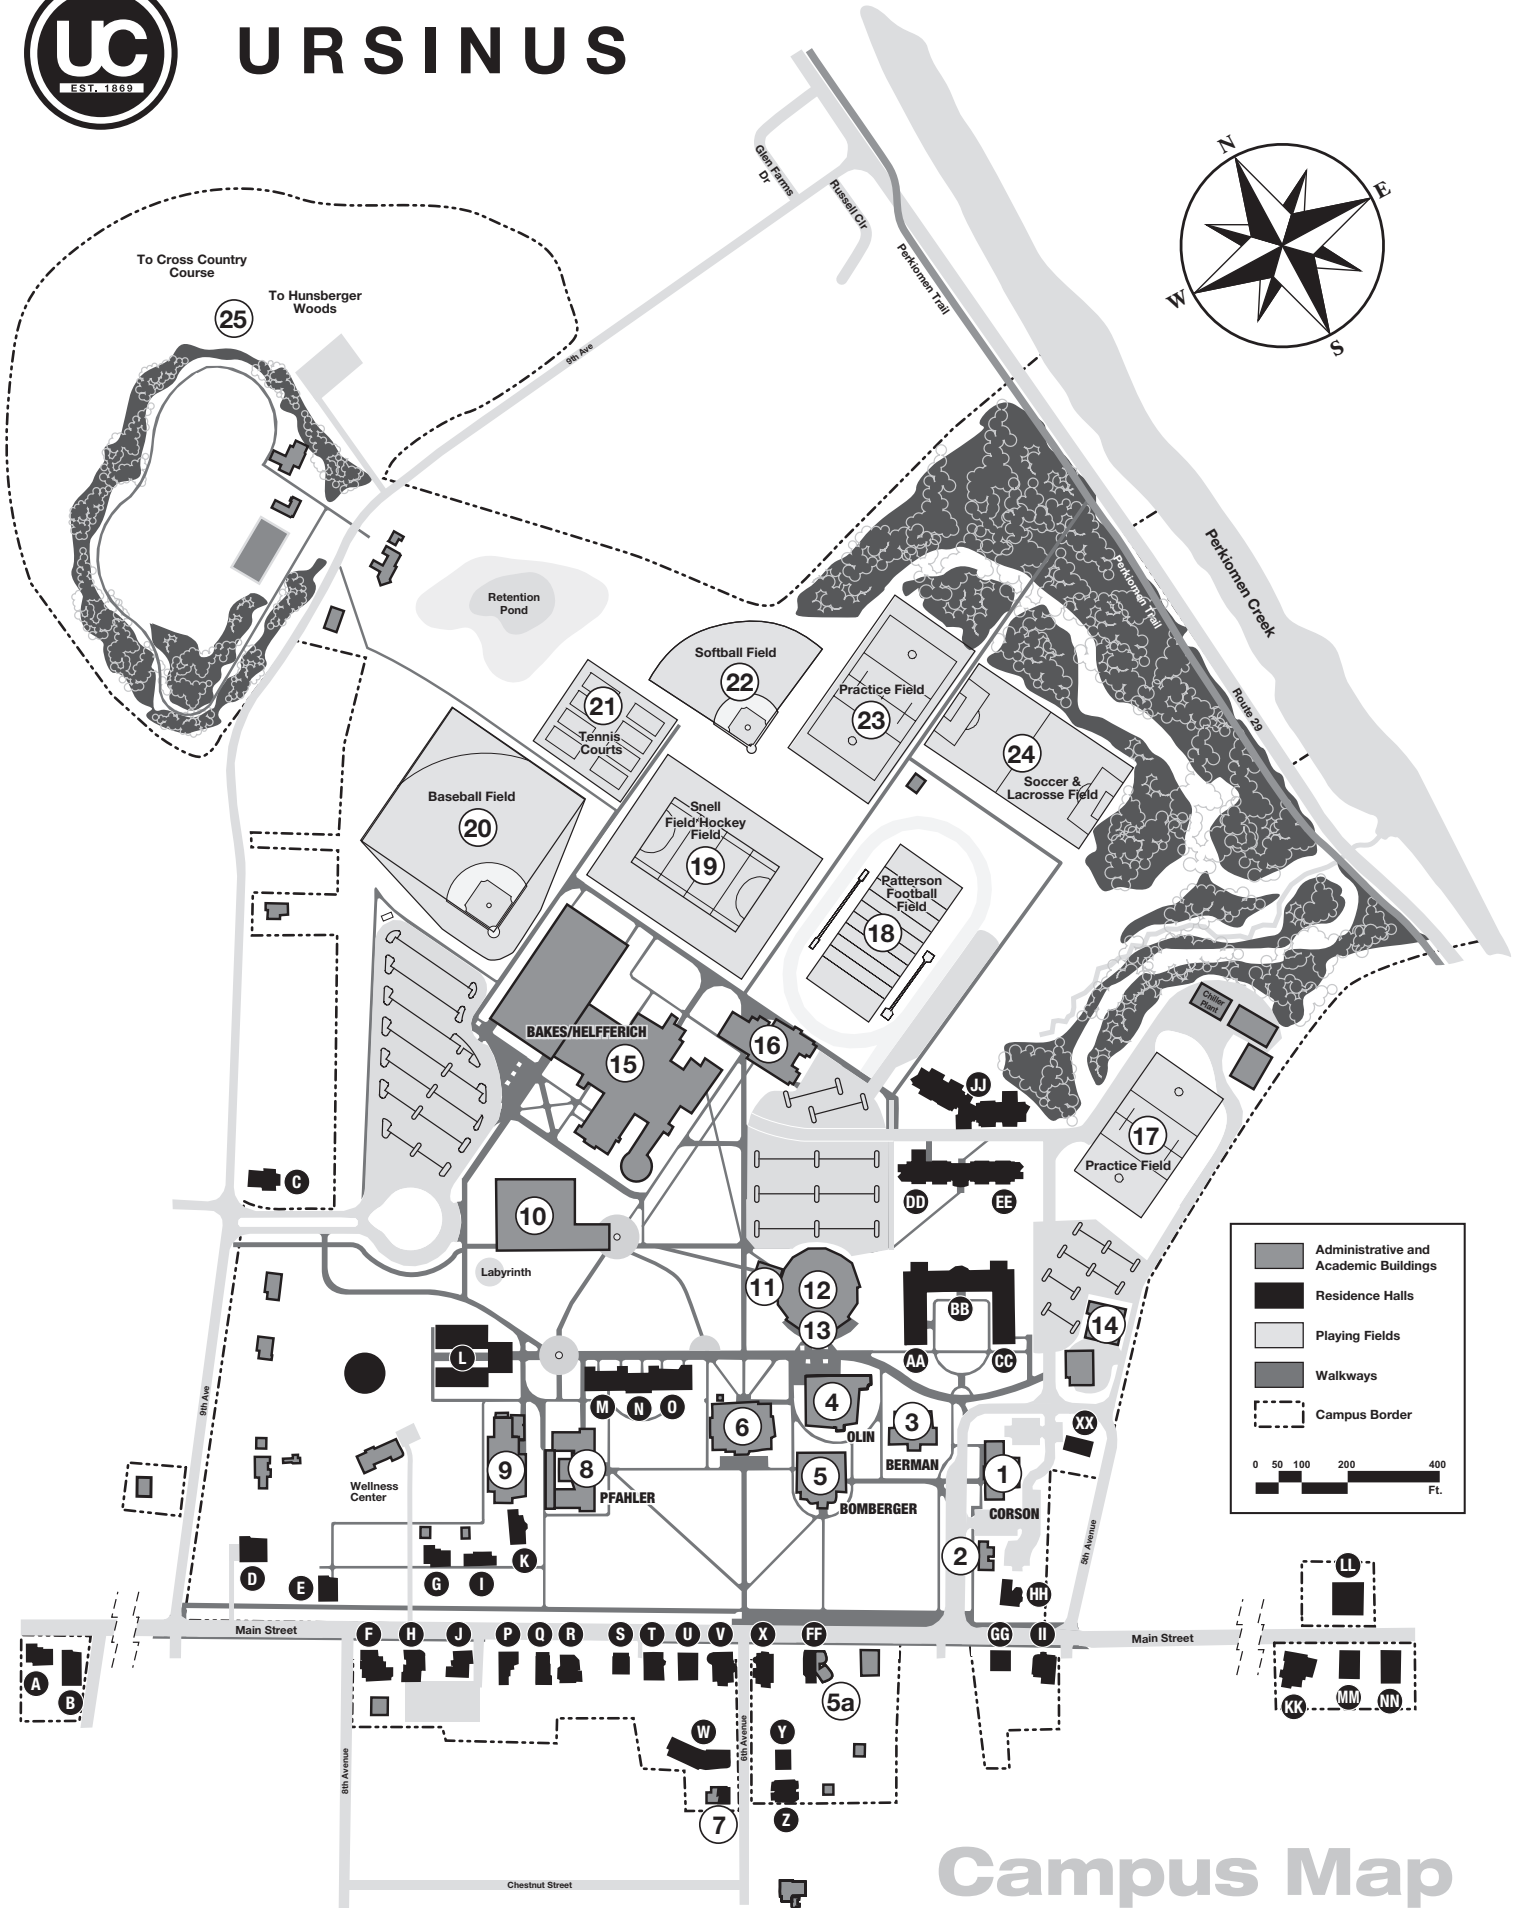 UC
EST. 1869
URSINUS
Glen Farms
Dr
Russell Clr
Perkiomen Trail
N
E
W
S
To Cross Country
Course
To Hunsberger
Woods
25
9th Ave
Perkiomen Creek
Perkiomen Trail
Route 29
Retention
Pond
Softball Field
22
21
Tennis
Courts
Practice Field
23
24
Soccer &
Lacrosse Field
Baseball Field
20
Snell
Field Hockey
Field
19
Patterson
Football
Field
18
Chiller
Plant
BAKES/HELFFERICH
15
16
JJ
17
Practice Field
C
DD
EE
10
Labyrinth
11
12
13
BB
14
AA
CC
L
M
N
O
4
OLIN
3
BERMAN
6
XX
9th Ave
9
8
PFAHLER
5
BOMBERGER
1
CORSON
Wellness
Center
5th Avenue
2
D
E
G
I
K
HH
LL
Main Street
F
H
J
P
Q
R
S
T
U
V
X
FF
GG
II
Main Street
A
B
5a
KK
MM
NN
W
Y
6th Avenue
8th Avenue
7
Z
Chestnut Street
Administrative and
Academic Buildings
Residence Halls
Playing Fields
Walkways
Campus Border
0 50 100 200 400
Ft.
Campus Map